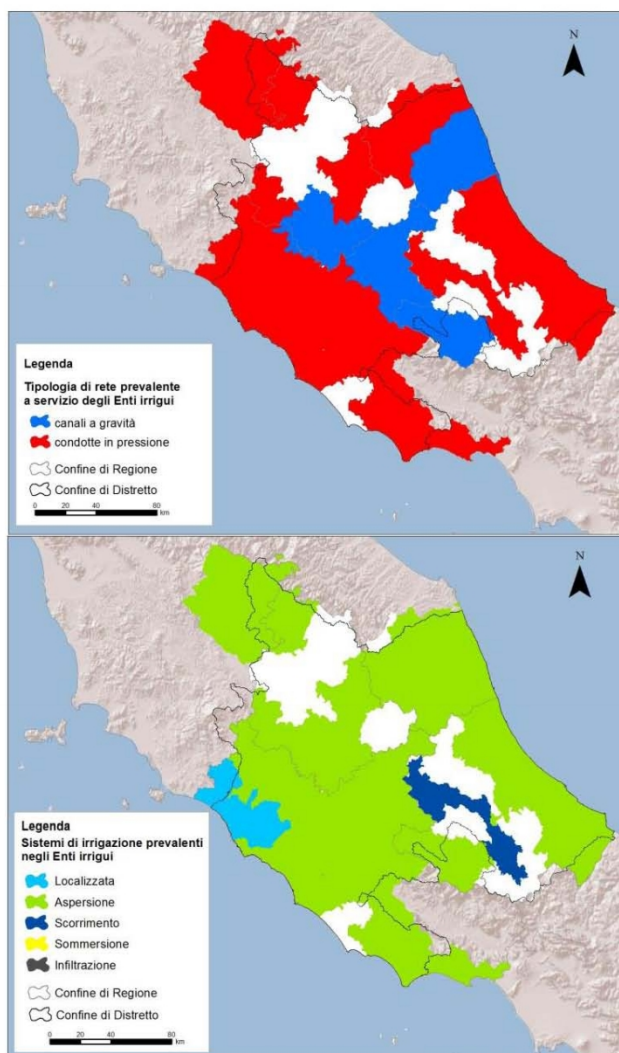 N
Legenda
Tipologia di rete prevalente
a servizio degli Enti irrigui
canali a gravità
condotte in pressione
Confine di Regione
Confine di Distretto
0 20 40 80
km
N
Legenda
Sistemi di irrigazione prevalenti
negli Enti irrigui
Localizzata
Aspersione
Scorrimento
Sommersione
Infiltrazione
Confine di Regione
Confine di Distretto
0 20 40 80
km